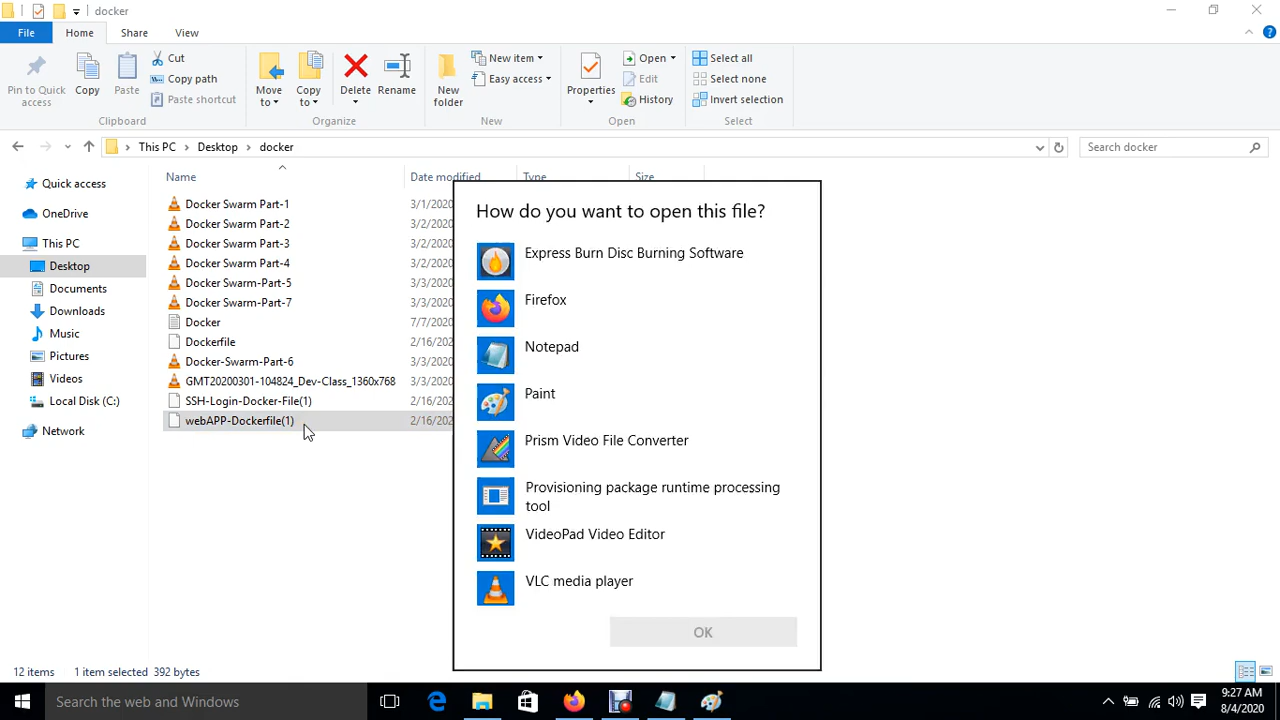 docker
File Home Share View
Pin to Quick access
Copy
Paste
Cut
Copy path
Paste shortcut
Clipboard
Move to
Copy to
Delete
Rename
Organize
New folder
New item
Easy access
New
Properties
Open
Edit
History
Open
Select all
Select none
Invert selection
Select
This PC Desktop docker
Search docker
Quick access
OneDrive
This PC
Desktop
Documents
Downloads
Music
Pictures
Videos
Local Disk (C:)
Network
Name Date modified Type Size
Docker Swarm Part-1 3/1/2020
Docker Swarm Part-2 3/2/2020
Docker Swarm Part-3 3/2/2020
Docker Swarm Part-4 3/2/2020
Docker Swarm-Part-5 3/3/2020
Docker Swarm-Part-7 3/3/2020
Docker 7/7/2020
Dockerfile 2/16/202
Docker-Swarm-Part-6 3/3/2020
GMT20200301-104824_Dev-Class_1360x768 3/3/2020
SSH-Login-Docker-File(1) 2/16/202
webAPP-Dockerfile(1) 2/16/202
How do you want to open this file?
Express Burn Disc Burning Software
Firefox
Notepad
Paint
Prism Video File Converter
Provisioning package runtime processing
tool
VideoPad Video Editor
VLC media player
OK
12 items 1 item selected 392 bytes
Search the web and Windows
9:27 AM
8/4/2020